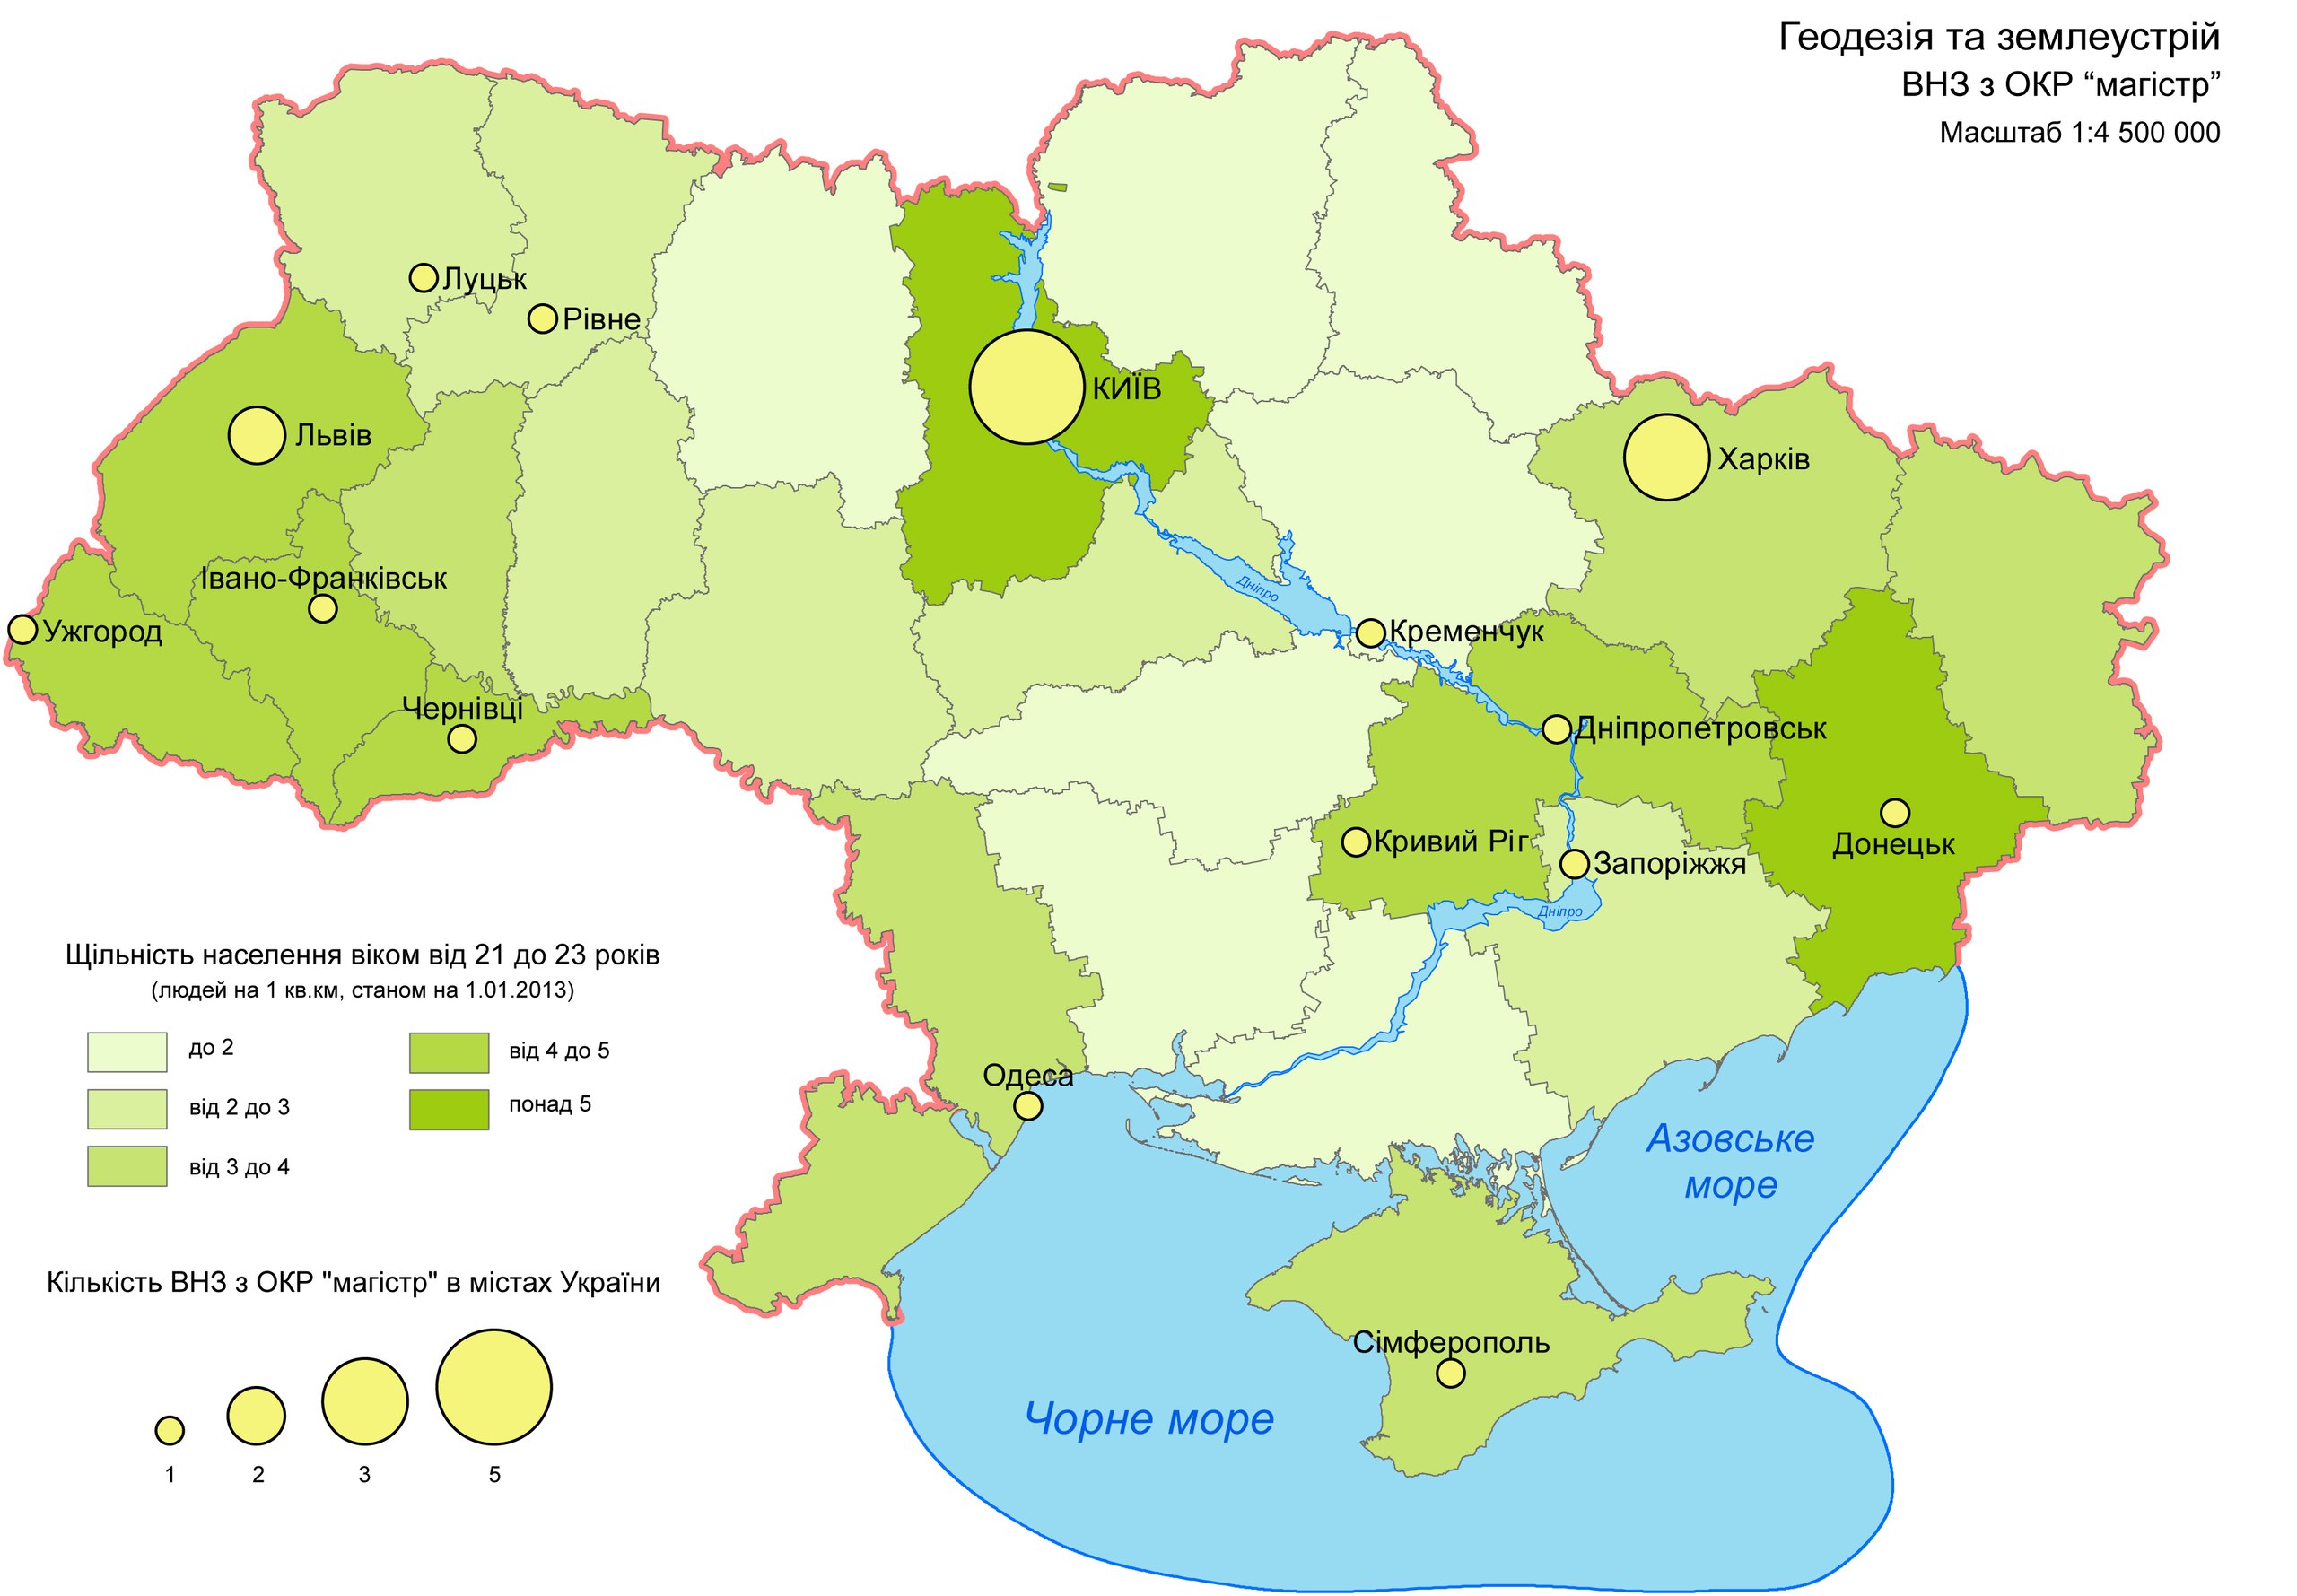 Геодезія та землеустрій
ВНЗ з ОКР “магістр”
Масштаб 1:4 500 000
Луцьк
Рівне
КИЇВ
Львів
Харків
Івано-Франківськ
Дніпро
Ужгород
Кременчук
Чернівці
Дніпропетровськ
Кривий Ріг
Донецьк
Запоріжжя
Дніпро
Щільність населення віком від 21 до 23 років
(людей на 1 кв.км, станом на 1.01.2013)
до 2
від 4 до 5
від 2 до 3
понад 5
від 3 до 4
Одеса
Азовське
море
Кількість ВНЗ з ОКР "магістр" в містах України
Сімферополь
Чорне море
1
2
3
5